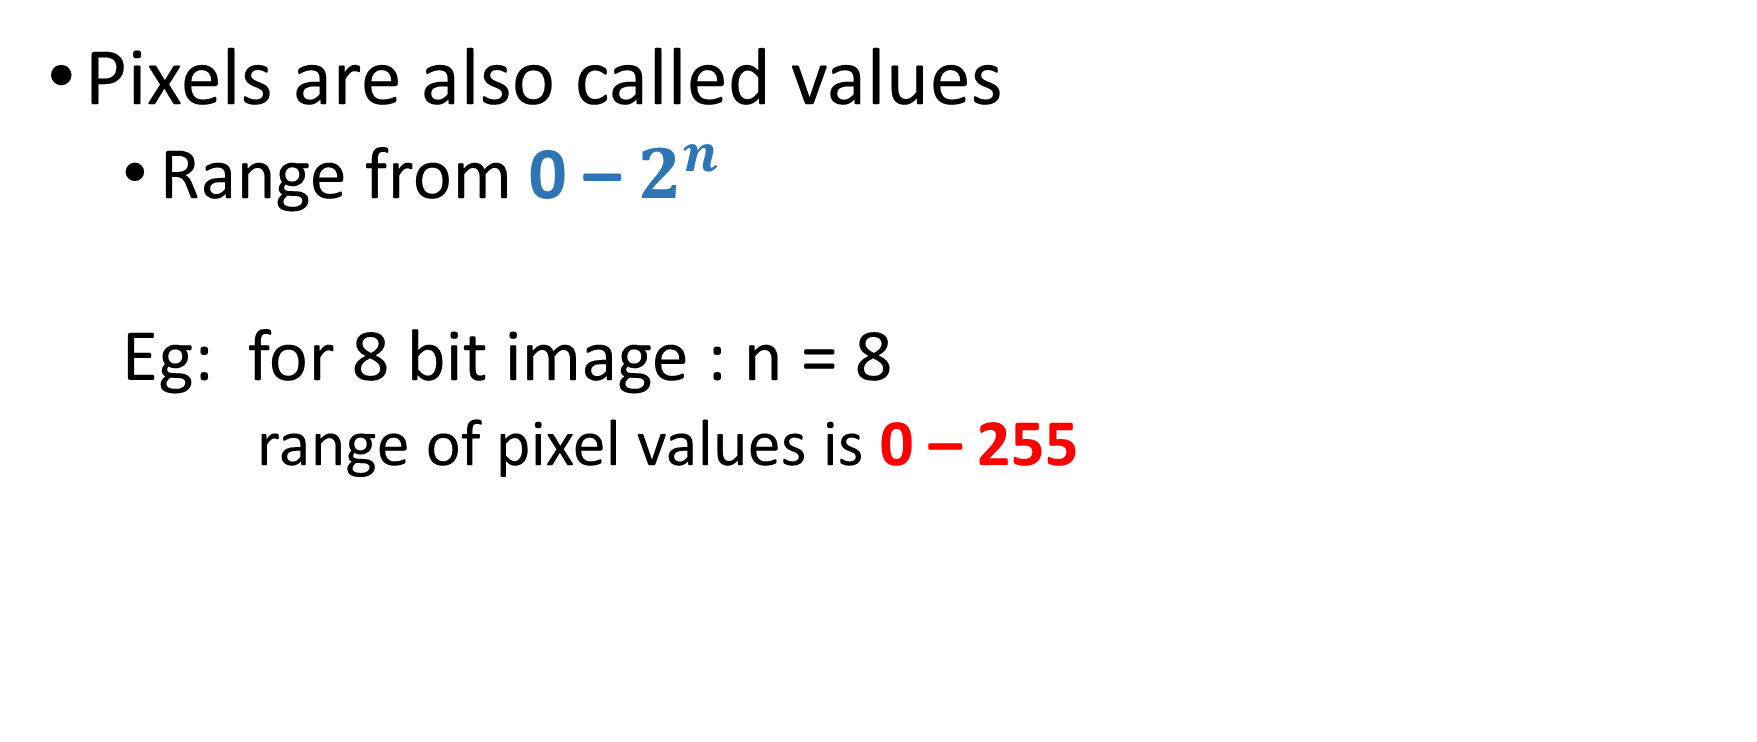 • Pixels are also called values
• Range from 0 – 2ⁿ
Eg: for 8 bit image : n = 8
range of pixel values is 0 – 255